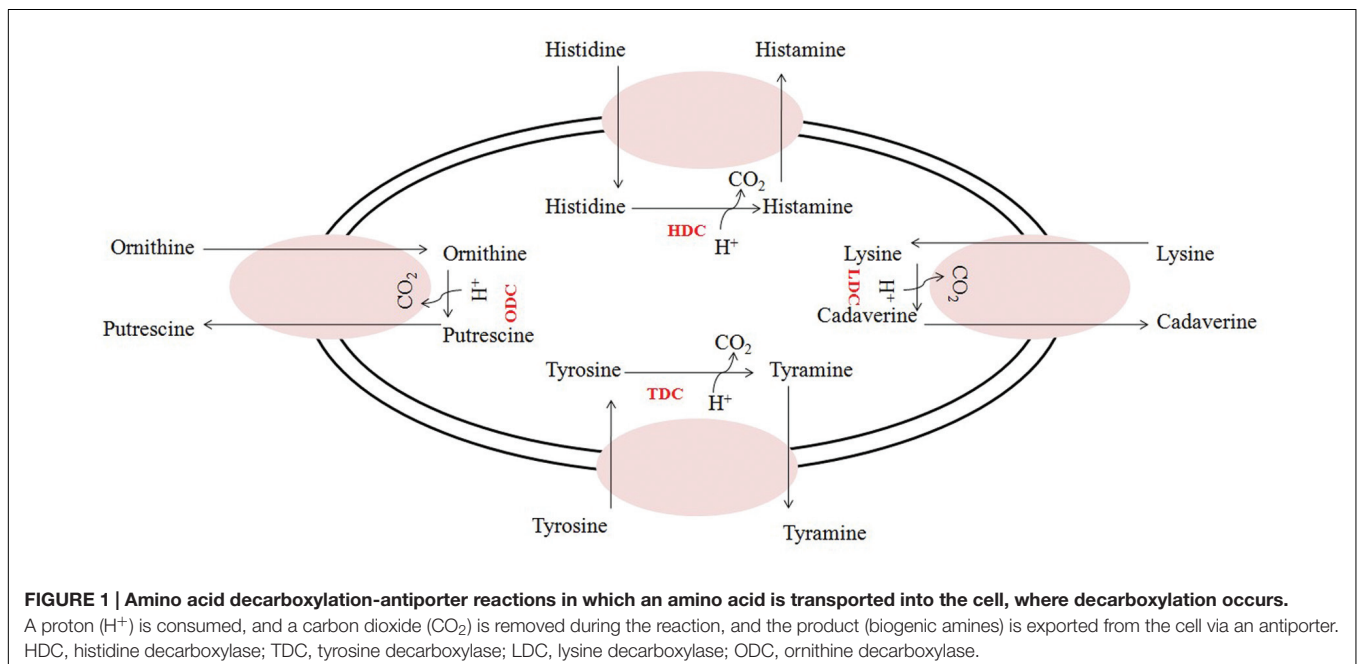 Histidine Histamine
CO₂
Histidine Histamine
HDC
H⁺
Ornithine
Ornithine
CO₂
H⁺
ODC
Putrescine
Putrescine
Lysine
Lysine
LDC
H⁺
CO₂
Cadaverine
Cadaverine
CO₂
Tyrosine Tyramine
TDC
H⁺
Tyrosine Tyramine
FIGURE 1 | Amino acid decarboxylation-antiporter reactions in which an amino acid is transported into the cell, where decarboxylation occurs.
A proton (H⁺) is consumed, and a carbon dioxide (CO₂) is removed during the reaction, and the product (biogenic amines) is exported from the cell via an antiporter.
HDC, histidine decarboxylase; TDC, tyrosine decarboxylase; LDC, lysine decarboxylase; ODC, ornithine decarboxylase.